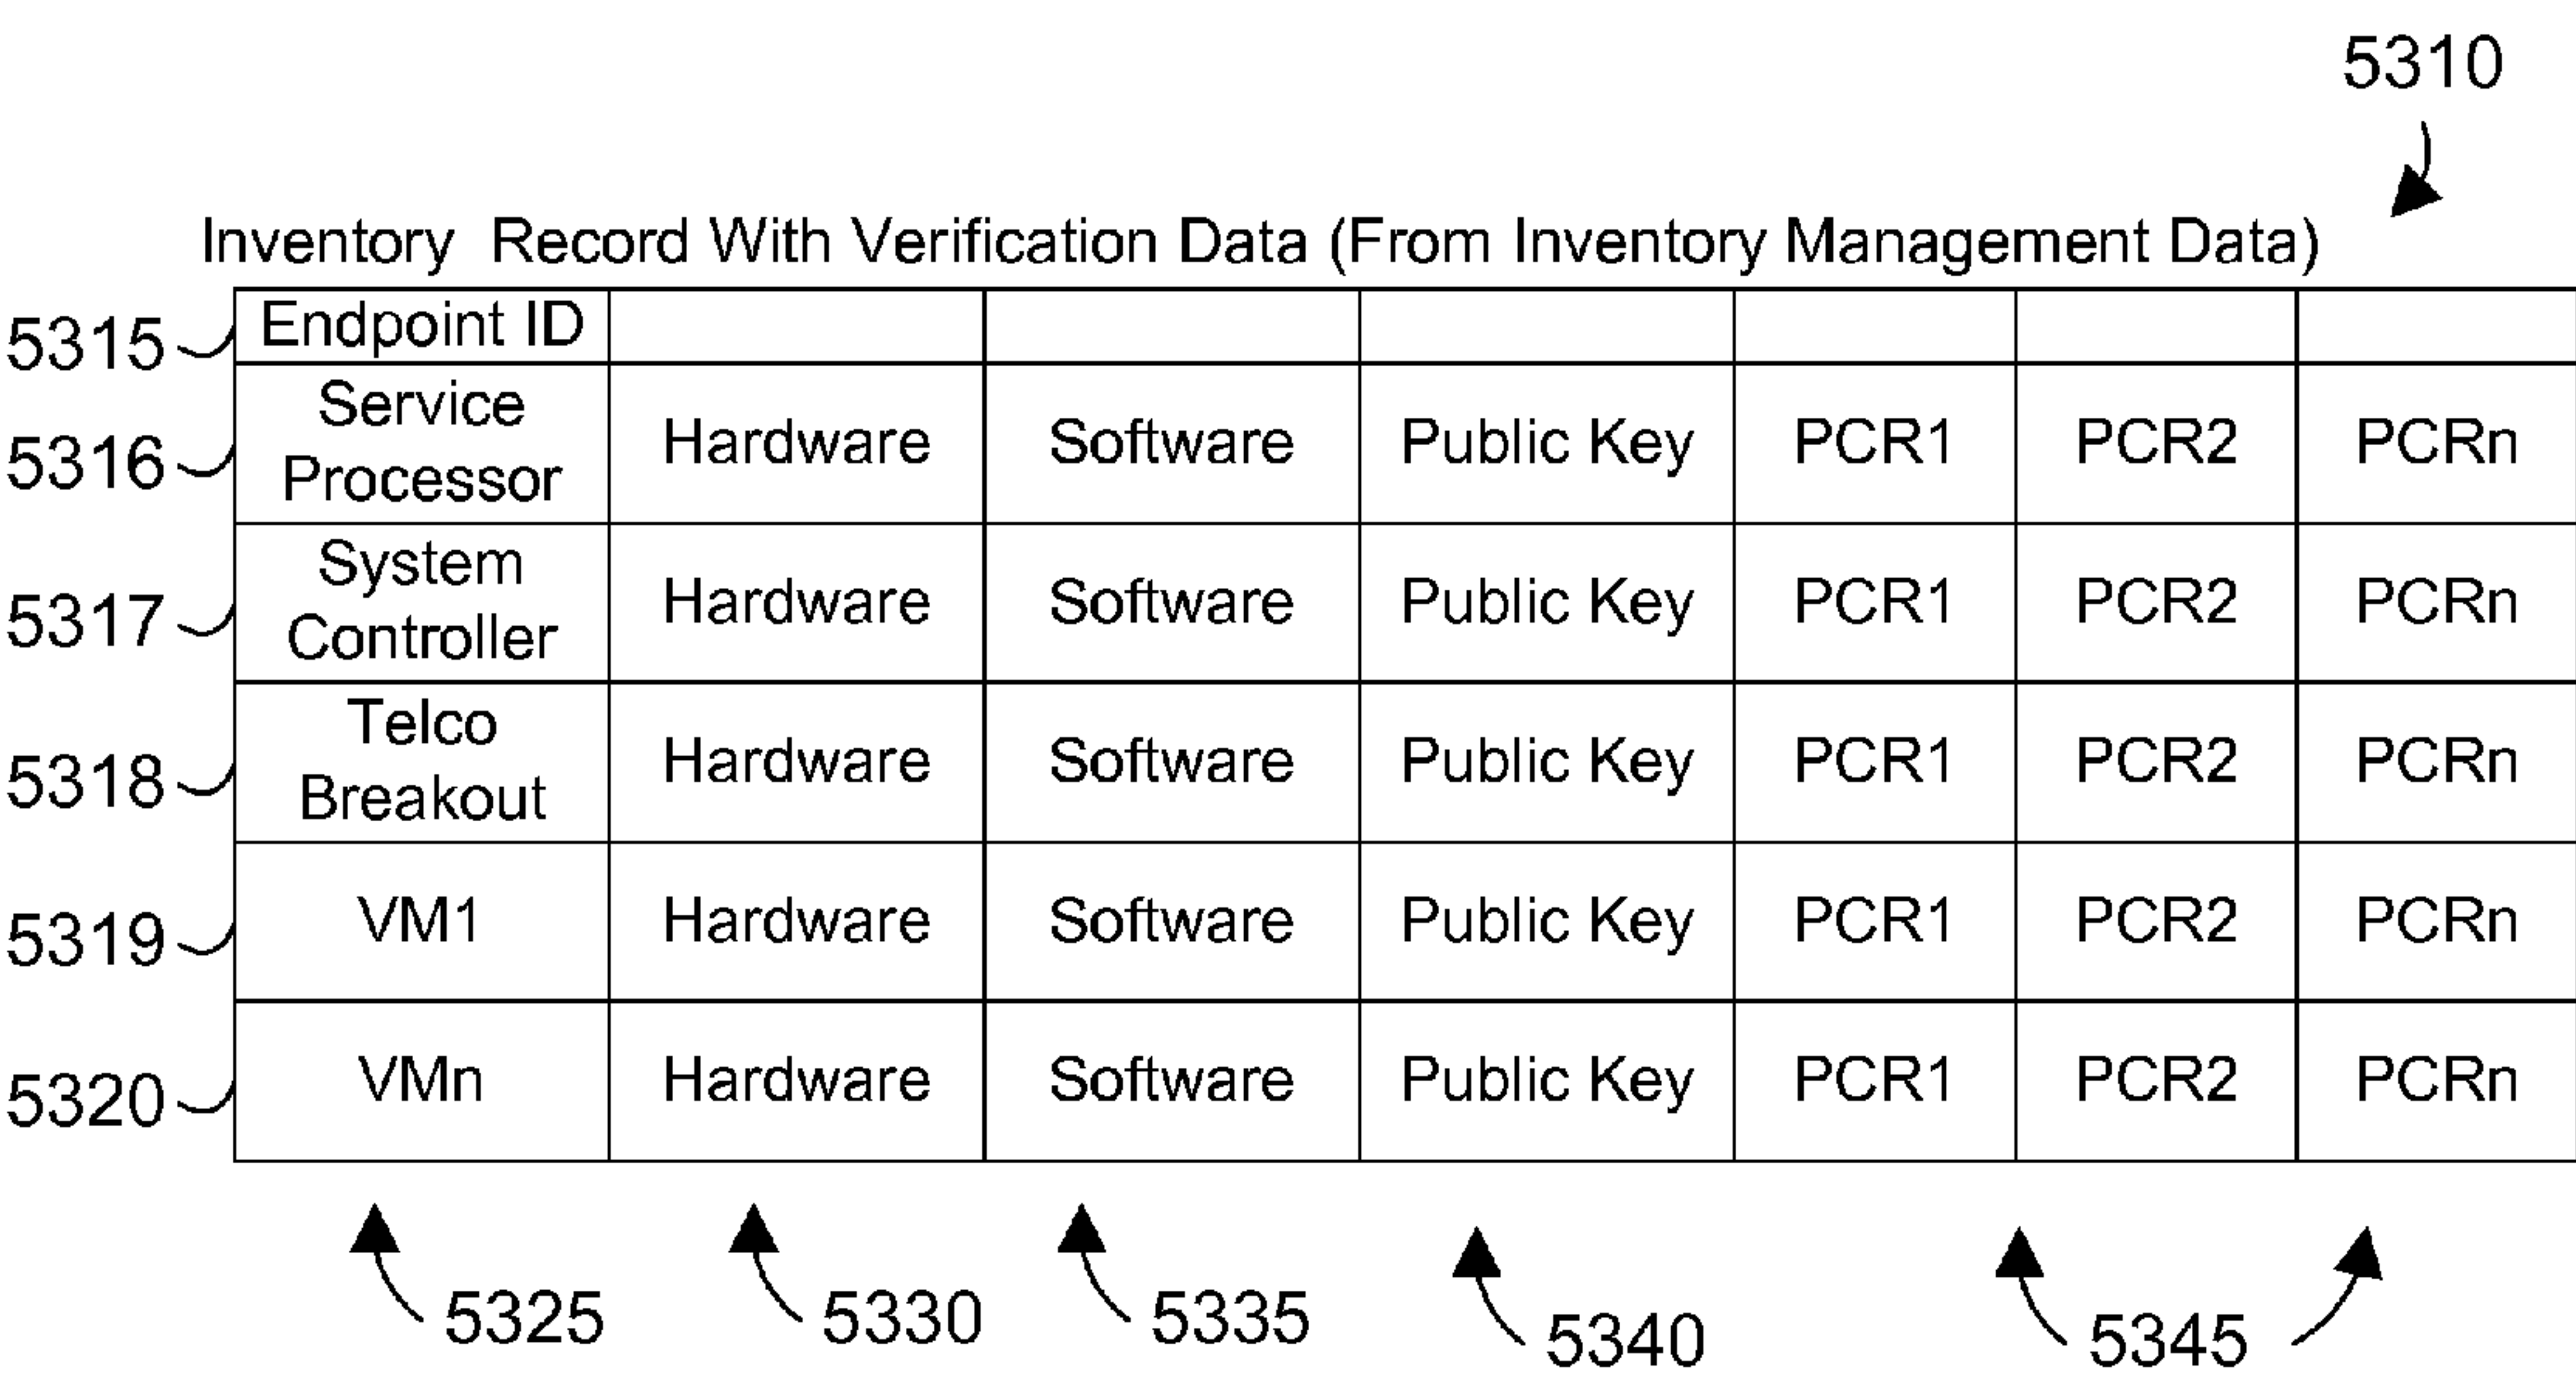 5310
Inventory Record With Verification Data (From Inventory Management Data)
5315 Endpoint ID
5316 Service Processor Hardware Software Public Key PCR1 PCR2 PCRn
5317 System Controller Hardware Software Public Key PCR1 PCR2 PCRn
5318 Telco Breakout Hardware Software Public Key PCR1 PCR2 PCRn
5319 VM1 Hardware Software Public Key PCR1 PCR2 PCRn
5320 VMn Hardware Software Public Key PCR1 PCR2 PCRn
5325 5330 5335 5340 5345